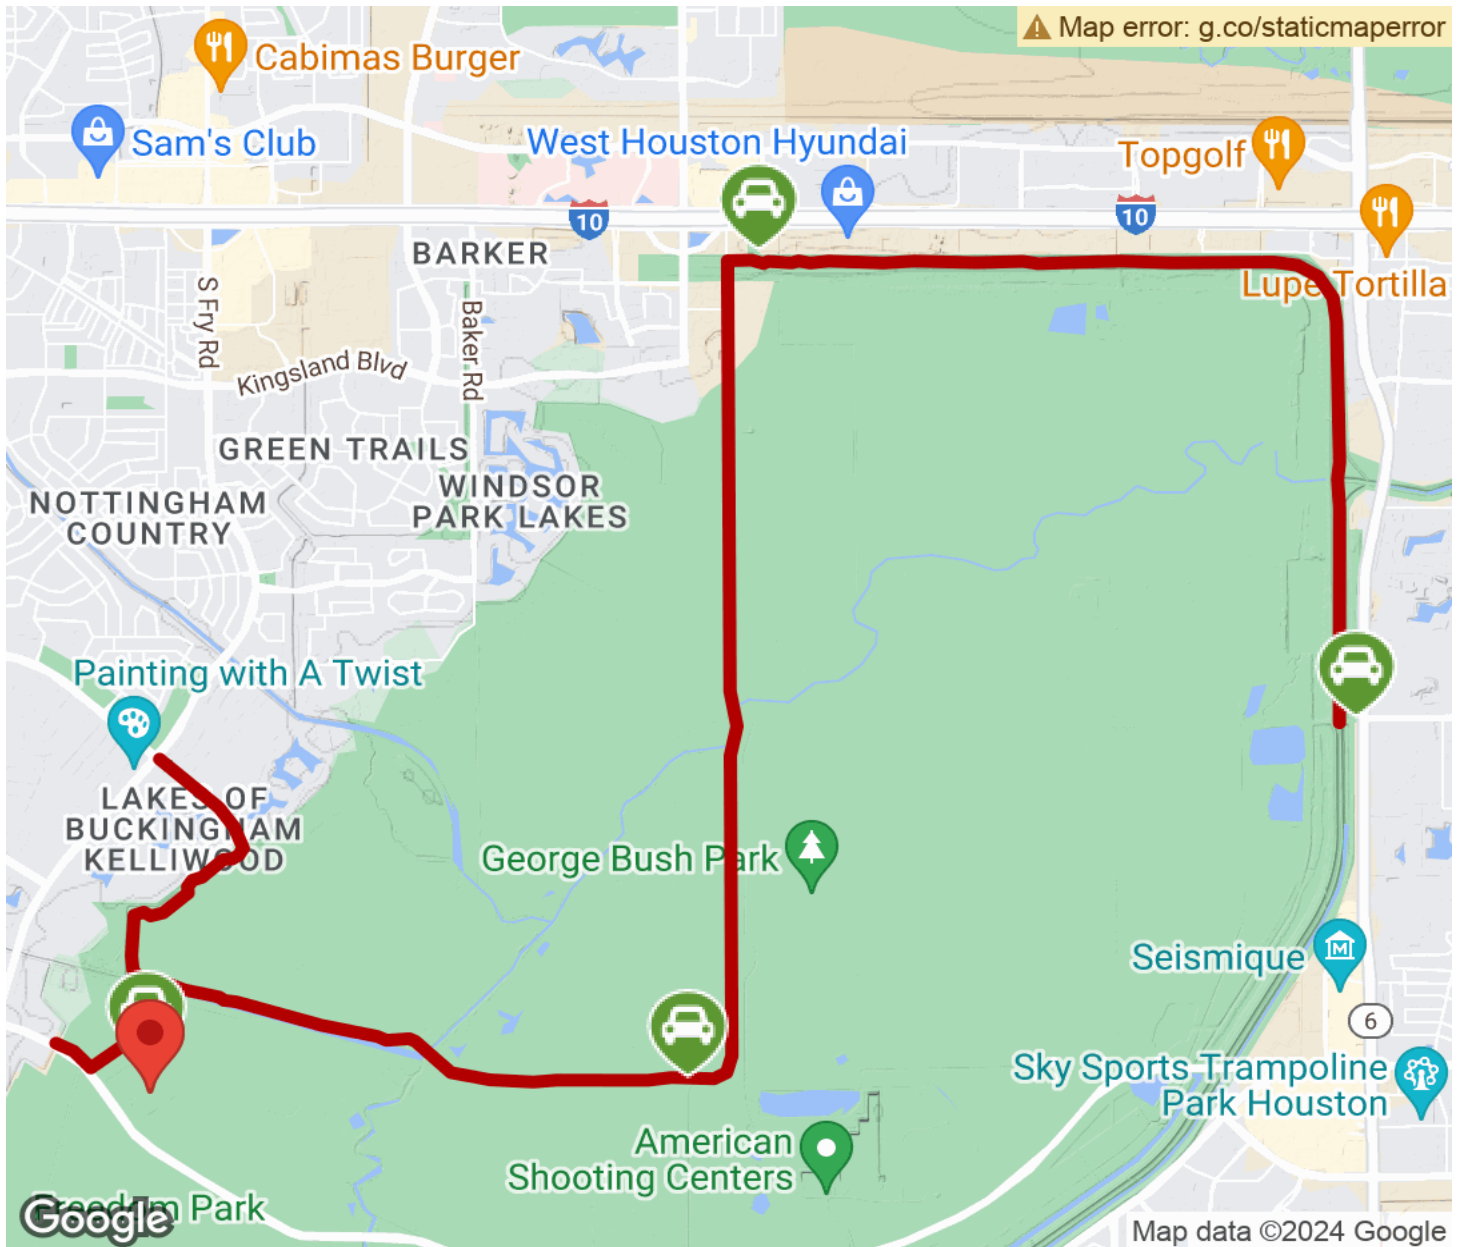 Map error: g.co/staticmaperror
Cabimas Burger
Sam's Club
West Houston Hyundai
Topgolf
10
10
BARKER
Lupe Tortilla
S Fry Rd
Baker Rd
Kingsland Blvd
GREEN TRAILS
WINDSOR
PARK LAKES
NOTTINGHAM
COUNTRY
Painting with A Twist
LAKES OF
BUCKINGHAM
KELLIWOOD
George Bush Park
Seismique
M
6
Sky Sports Trampoline
Park Houston
American
Shooting Centers
Freedom Park
Google
Map data ©2024 Google